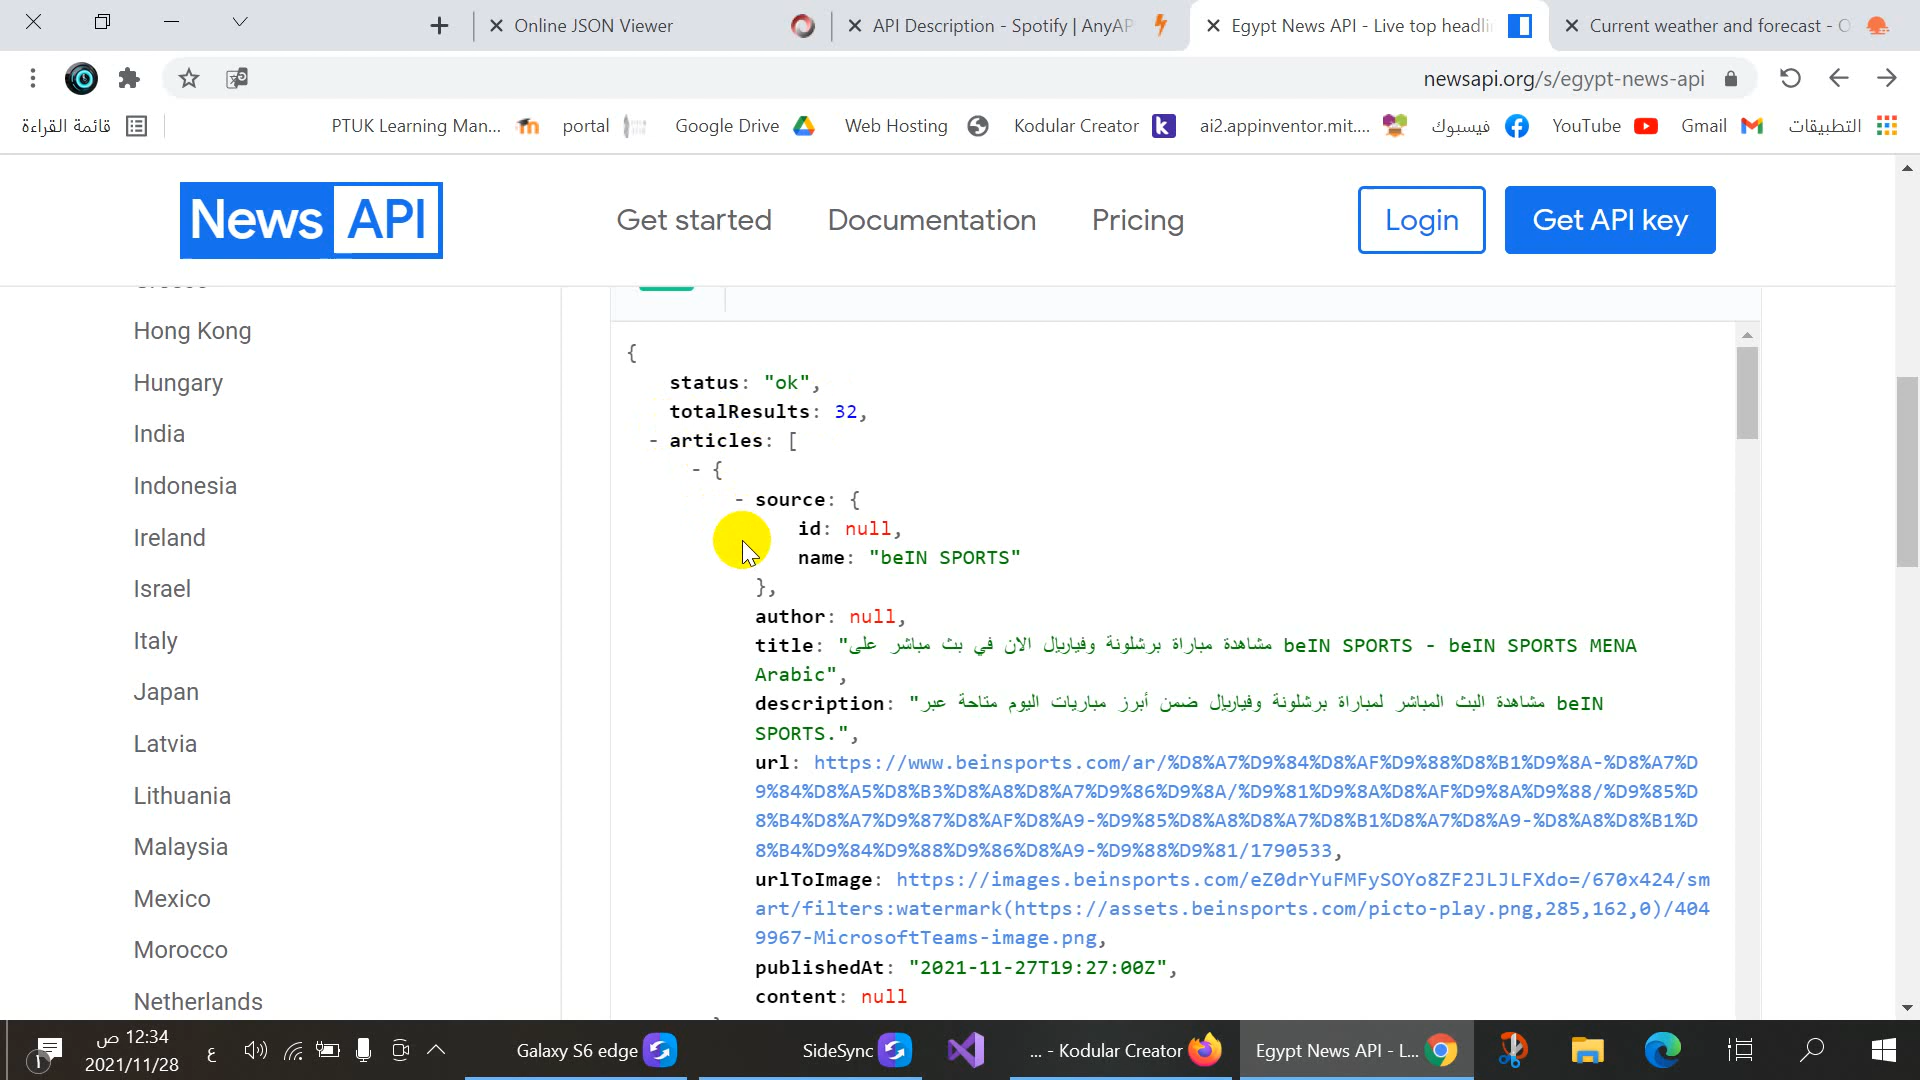 Online JSON Viewer
API Description - Spotify | AnyAP
Egypt News API - Live top headli
Current weather and forecast - O
newsapi.org/s/egypt-news-api
قائمة القراءة
PTUK Learning Man...
portal
Google Drive
Web Hosting
Kodular Creator
ai2.appinventor.mit....
فيسبوك
YouTube
Gmail
التطبيقات
News API
Get started
Documentation
Pricing
Login
Get API key
Hong Kong
Hungary
India
Indonesia
Ireland
Israel
Italy
Japan
Latvia
Lithuania
Malaysia
Mexico
Morocco
Netherlands
{
status: "ok",
totalResults: 32,
- articles: [
- {
- source: {
id: null,
name: "beIN SPORTS"
},
author: null,
title: "مشاهدة مباراة برشلونة وفياريال الان في بث مباشر على beIN SPORTS - beIN SPORTS MENA
Arabic",
description: "مشاهدة البث المباشر لمباراة برشلونة وفياريال ضمن أبرز مباريات اليوم متاحة عبر beIN
SPORTS.",
url: https://www.beinsports.com/ar/%D8%A7%D9%84%D8%AF%D9%88%D8%B1%D9%8A-%D8%A7%D
9%84%D8%A5%D8%B3%D8%A8%D8%A7%D9%86%D9%8A/%D9%81%D9%8A%D8%AF%D9%8A%D9%88/%D9%85%D
8%B4%D8%A7%D9%87%D8%AF%D8%A9-%D9%85%D8%A8%D8%A7%D8%B1%D8%A7%D8%A9-%D8%A8%D8%B1%D
8%B4%D9%84%D9%88%D9%86%D8%A9-%D9%88%D9%81/1790533,
urlToImage: https://images.beinsports.com/eZ0drYuFMFySOYo8ZF2JLJLFXdo=/670x424/sm
art/filters:watermark(https://assets.beinsports.com/picto-play.png,285,162,0)/404
9967-MicrosoftTeams-image.png,
publishedAt: "2021-11-27T19:27:00Z",
content: null
12:34 ص
2021/11/28
ع
Galaxy S6 edge
SideSync
... - Kodular Creator
Egypt News API - L...